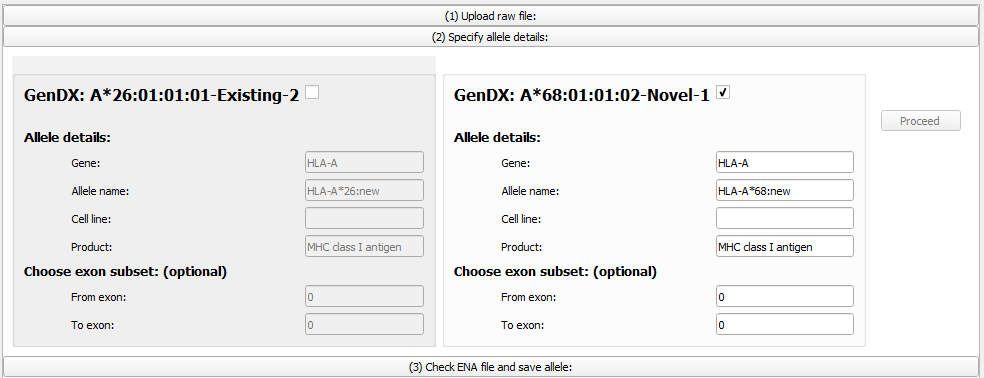 (1) Upload raw file:
(2) Specify allele details:
GenDX: A*26:01:01:01-Existing-2
Allele details:
Gene: HLA-A
Allele name: HLA-A*26:new
Cell line:
Product: MHC class I antigen
Choose exon subset: (optional)
From exon: 0
To exon: 0
GenDX: A*68:01:01:02-Novel-1
Allele details:
Gene: HLA-A
Allele name: HLA-A*68:new
Cell line:
Product: MHC class I antigen
Choose exon subset: (optional)
From exon: 0
To exon: 0
Proceed
(3) Check ENA file and save allele: